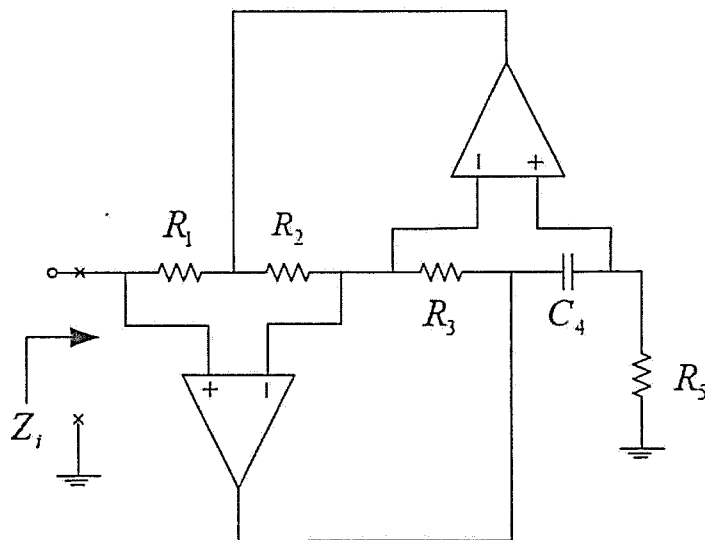 − +
R₁ R₂
R₃ C₄
+ −
R₅
Zᵢ